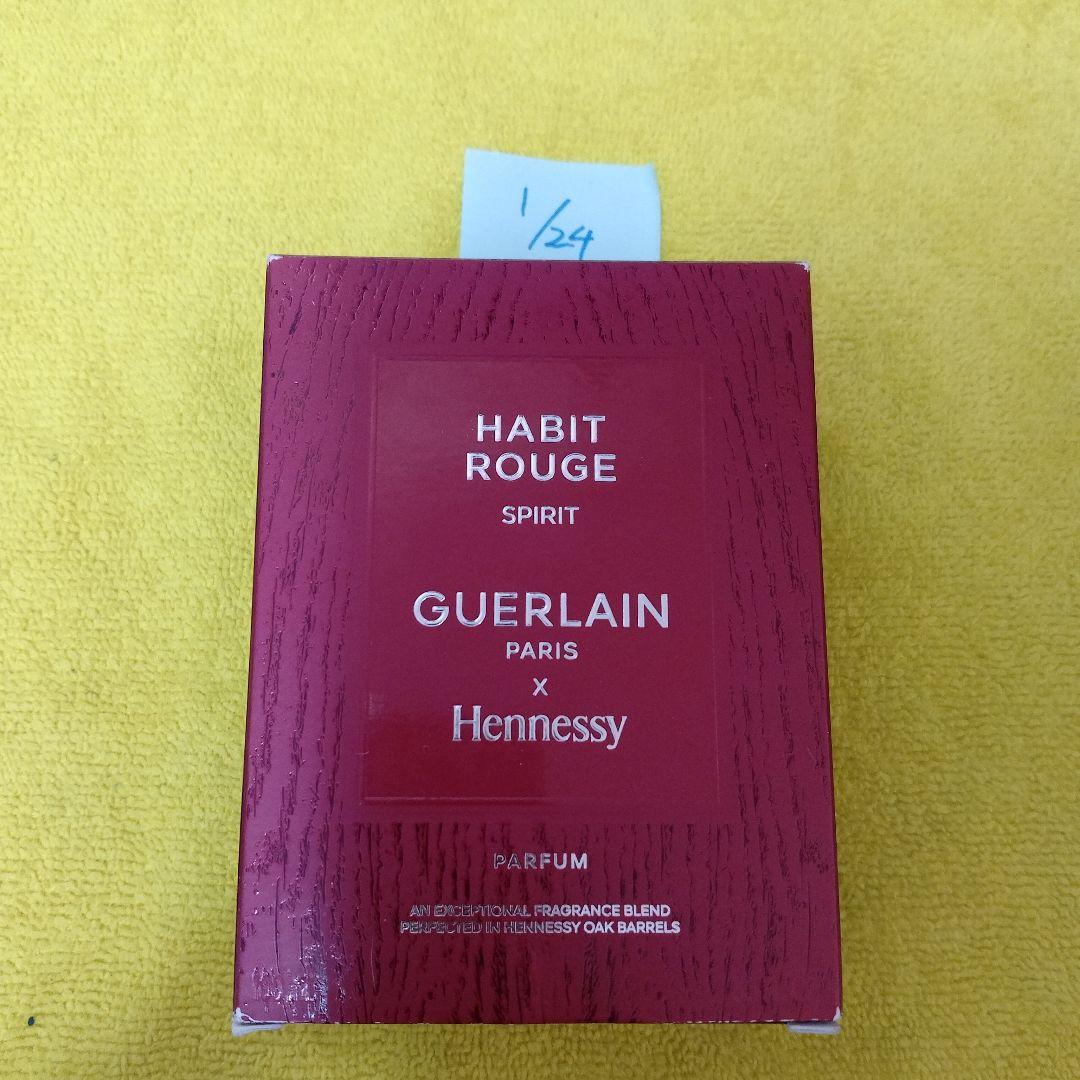 1/24
HABIT
ROUGE
SPIRIT
GUERLAIN
PARIS
X
Hennessy
PARFUM
AN EXCEPTIONAL FRAGRANCE BLEND
PERFECTED IN HENNESSY OAK BARRELS